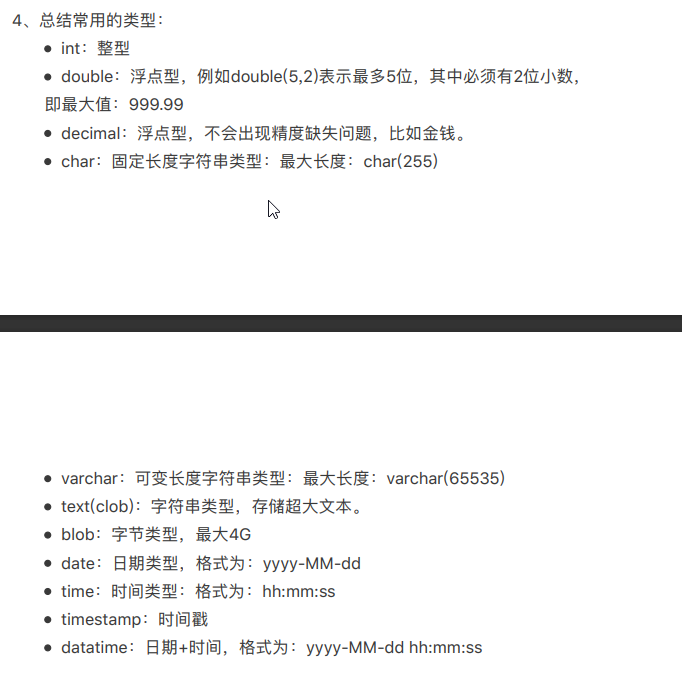 4、总结常用的类型：
● int：整型
● double：浮点型，例如double(5,2)表示最多5位，其中必须有2位小数，
即最大值：999.99
● decimal：浮点型，不会出现精度缺失问题，比如金钱。
● char：固定长度字符串类型：最大长度：char(255)
● varchar：可变长度字符串类型：最大长度：varchar(65535)
● text(clob)：字符串类型，存储超大文本。
● blob：字节类型，最大4G
● date：日期类型，格式为：yyyy-MM-dd
● time：时间类型：格式为：hh:mm:ss
● timestamp：时间戳
● datatime：日期+时间，格式为：yyyy-MM-dd hh:mm:ss